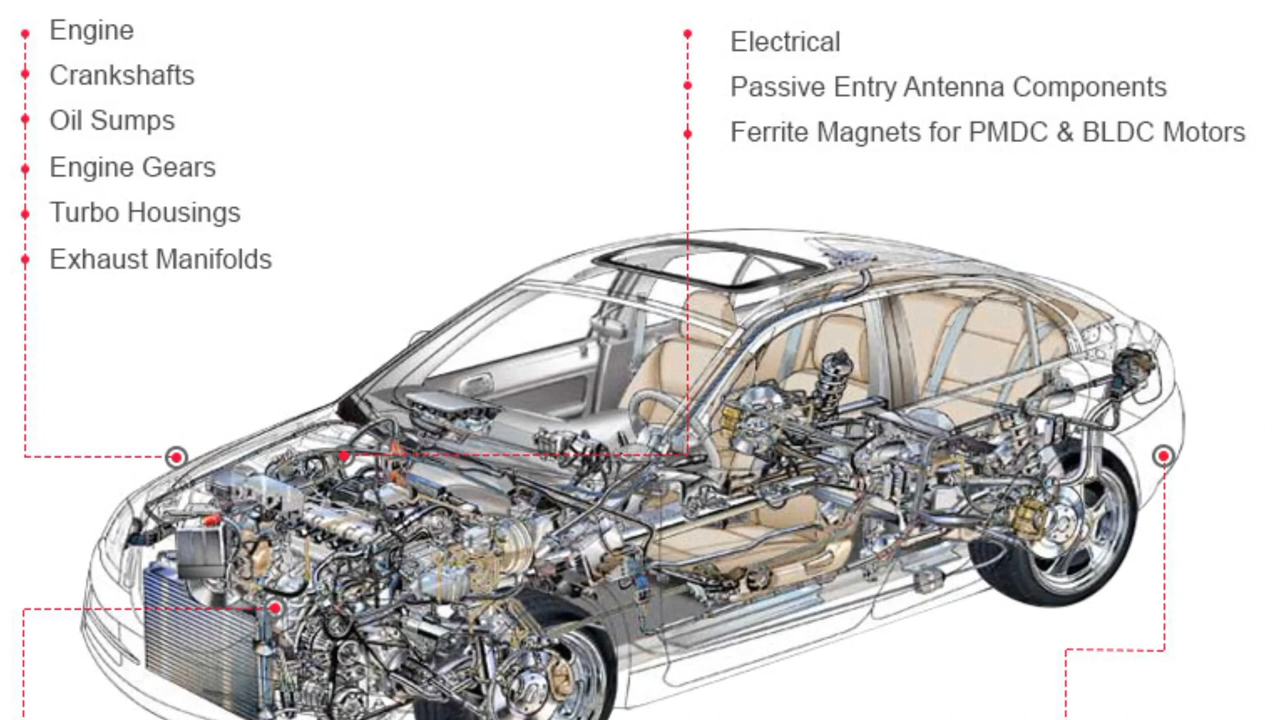 Engine
Crankshafts
Oil Sumps
Engine Gears
Turbo Housings
Exhaust Manifolds
Electrical
Passive Entry Antenna Components
Ferrite Magnets for PMDC & BLDC Motors